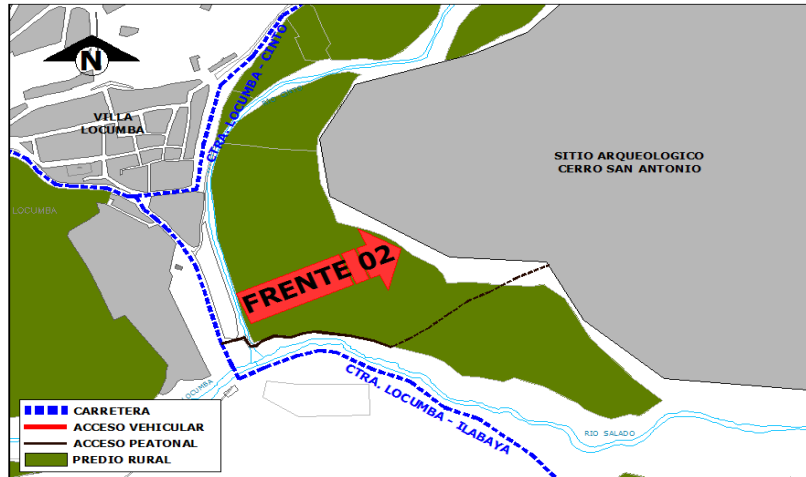 N
VILLA
LOCUMBA
CTRA. LOCUMBA - CINTO
SITIO ARQUEOLOGICO
CERRO SAN ANTONIO
LOCUMBA
FRENTE 02
LOCUMBA
CTRA. LOCUMBA - ILABAYA
RIO SALADO
CARRETERA
ACCESO VEHICULAR
ACCESO PEATONAL
PREDIO RURAL